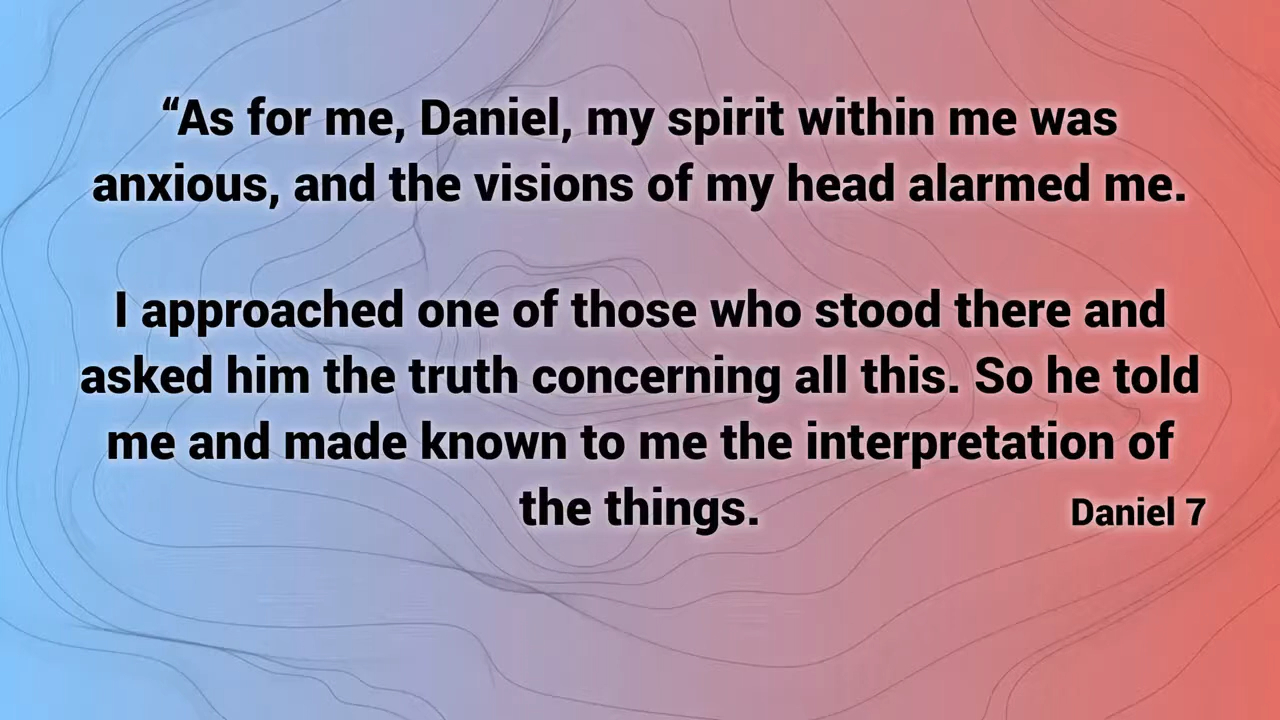 “As for me, Daniel, my spirit within me was
anxious, and the visions of my head alarmed me.
I approached one of those who stood there and
asked him the truth concerning all this. So he told
me and made known to me the interpretation of
the things.
Daniel 7